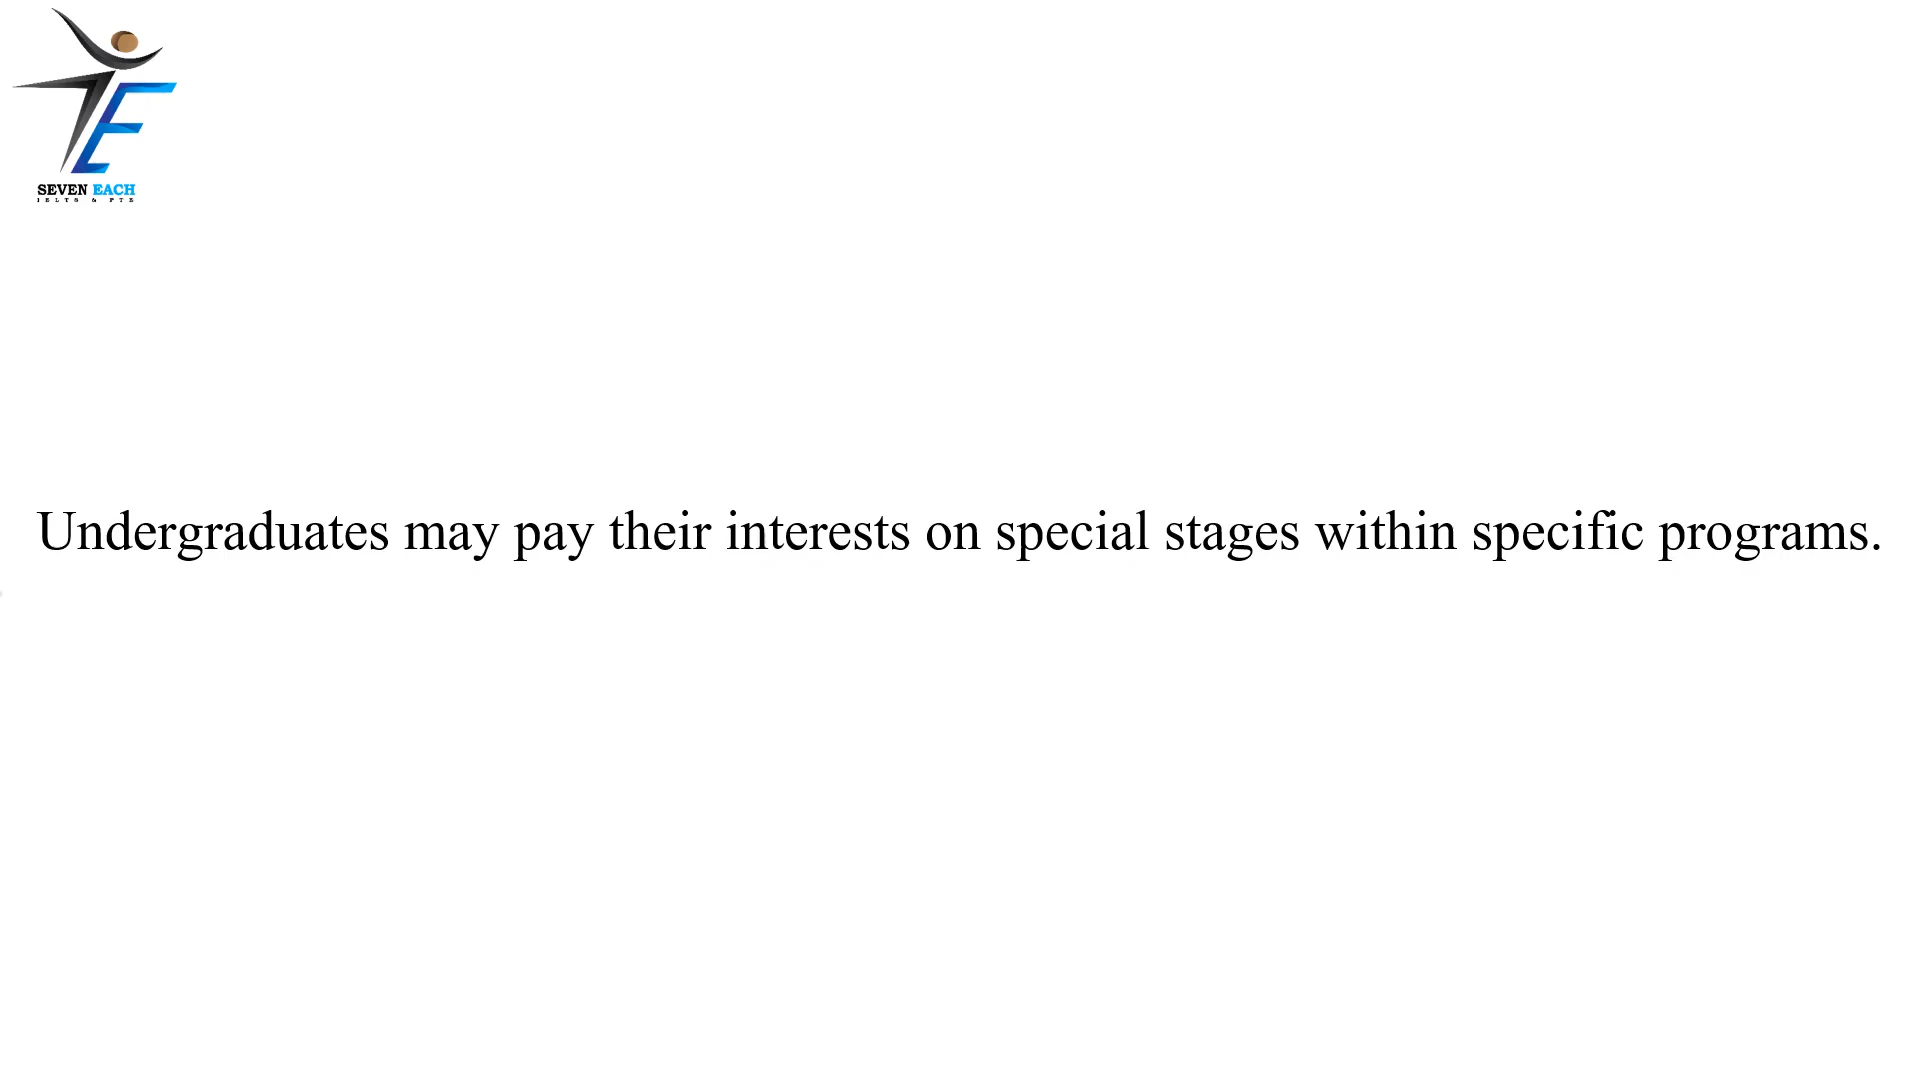 SEVEN EACH
IELTS & PTE
Undergraduates may pay their interests on special stages within specific programs.